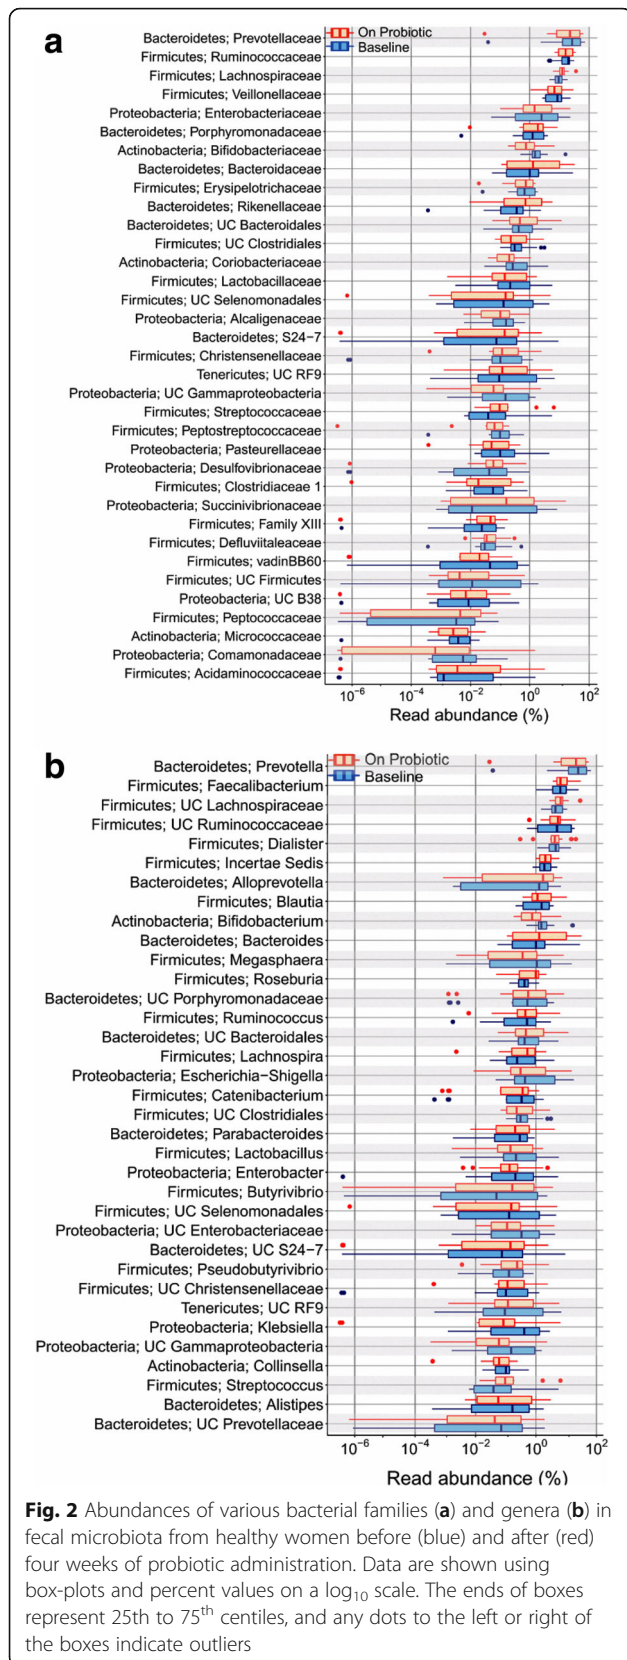 a
On Probiotic
Baseline
Bacteroidetes; Prevotellaceae
Firmicutes; Ruminococcaceae
Firmicutes; Lachnospiraceae
Firmicutes; Veillonellaceae
Proteobacteria; Enterobacteriaceae
Bacteroidetes; Porphyromonadaceae
Actinobacteria; Bifidobacteriaceae
Bacteroidetes; Bacteroidaceae
Firmicutes; Erysipelotrichaceae
Bacteroidetes; Rikenellaceae
Bacteroidetes; UC Bacteroidales
Firmicutes; UC Clostridiales
Actinobacteria; Coriobacteriaceae
Firmicutes; Lactobacillaceae
Firmicutes; UC Selenomonadales
Proteobacteria; Alcaligenaceae
Bacteroidetes; S24-7
Firmicutes; Christensenellaceae
Tenericutes; UC RF9
Proteobacteria; UC Gammaproteobacteria
Firmicutes; Streptococcaceae
Firmicutes; Peptostreptococcaceae
Proteobacteria; Pasteurellaceae
Proteobacteria; Desulfovibrionaceae
Firmicutes; Clostridiaceae 1
Proteobacteria; Succinivibrionaceae
Firmicutes; Family XIII
Firmicutes; Defluviitaleaceae
Firmicutes; vadinBB60
Firmicutes; UC Firmicutes
Proteobacteria; UC B38
Firmicutes; Peptococcaceae
Actinobacteria; Micrococcaceae
Proteobacteria; Comamonadaceae
Firmicutes; Acidaminococcaceae
10⁻⁶ 10⁻⁴ 10⁻² 10⁰ 10²
Read abundance (%)
b
On Probiotic
Baseline
Bacteroidetes; Prevotella
Firmicutes; Faecalibacterium
Firmicutes; UC Lachnospiraceae
Firmicutes; UC Ruminococcaceae
Firmicutes; Dialister
Firmicutes; Incertae Sedis
Bacteroidetes; Alloprevotella
Firmicutes; Blautia
Actinobacteria; Bifidobacterium
Bacteroidetes; Bacteroides
Firmicutes; Megasphaera
Firmicutes; Roseburia
Bacteroidetes; UC Porphyromonadaceae
Firmicutes; Ruminococcus
Bacteroidetes; UC Bacteroidales
Firmicutes; Lachnospira
Proteobacteria; Escherichia-Shigella
Firmicutes; Catenibacterium
Firmicutes; UC Clostridiales
Bacteroidetes; Parabacteroides
Firmicutes; Lactobacillus
Proteobacteria; Enterobacter
Firmicutes; Butyrivibrio
Firmicutes; UC Selenomonadales
Proteobacteria; UC Enterobacteriaceae
Bacteroidetes; UC S24-7
Firmicutes; Pseudobutyrivibrio
Firmicutes; UC Christensenellaceae
Tenericutes; UC RF9
Proteobacteria; Klebsiella
Proteobacteria; UC Gammaproteobacteria
Actinobacteria; Collinsella
Firmicutes; Streptococcus
Bacteroidetes; Alistipes
Bacteroidetes; UC Prevotellaceae
10⁻⁶ 10⁻⁴ 10⁻² 10⁰ 10²
Read abundance (%)
Fig. 2 Abundances of various bacterial families (a) and genera (b) in
fecal microbiota from healthy women before (blue) and after (red)
four weeks of probiotic administration. Data are shown using
box-plots and percent values on a log₁₀ scale. The ends of boxes
represent 25th to 75ᵗʰ centiles, and any dots to the left or right of
the boxes indicate outliers